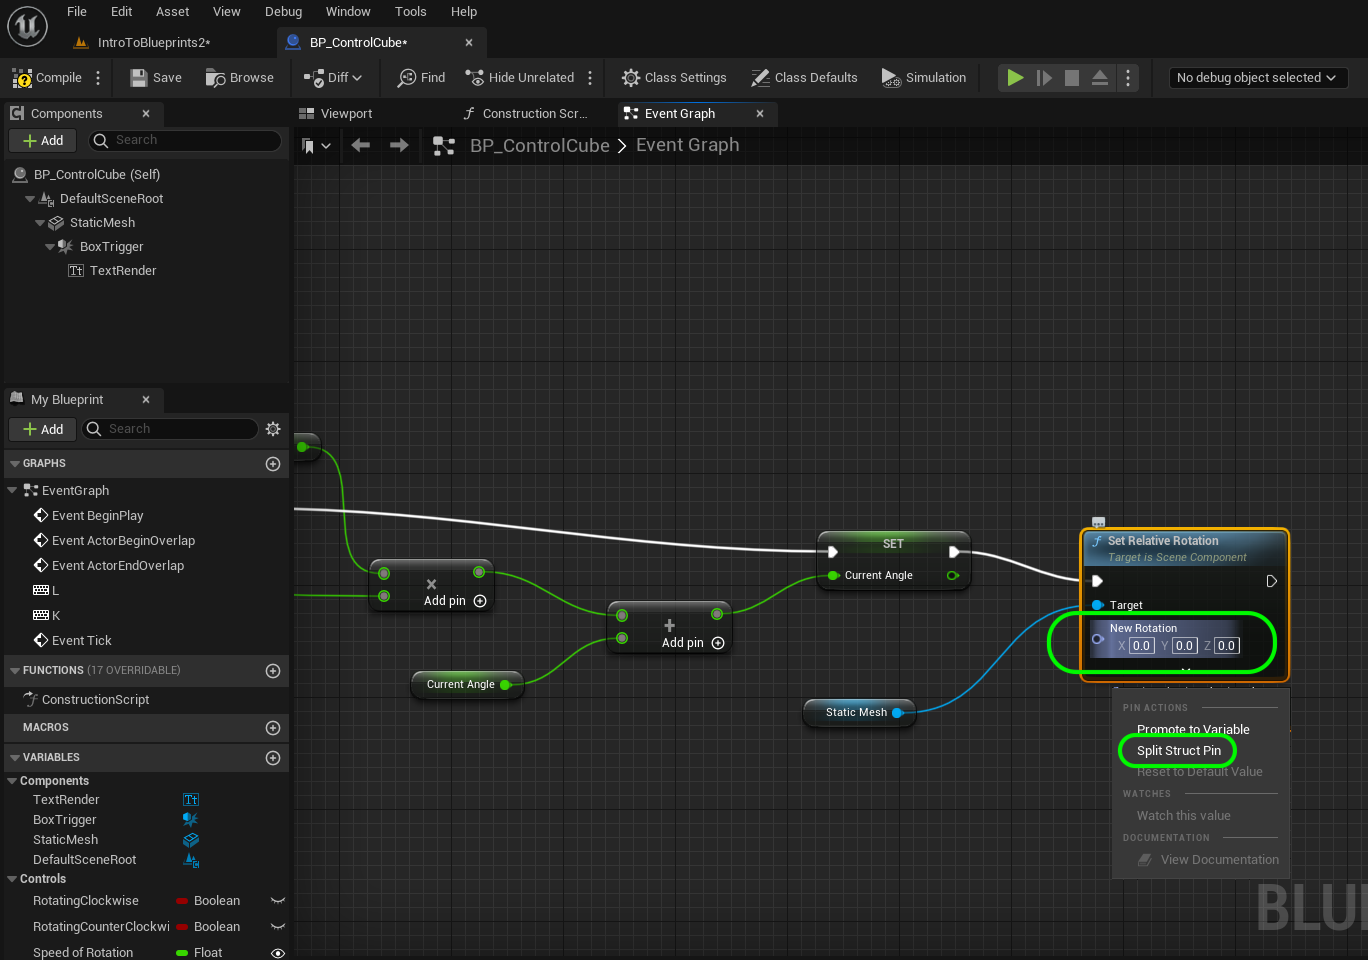 File Edit Asset View Debug Window Tools Help
IntroToBlueprints2*
BP_ControlCube*
Compile
Save
Browse
Diff
Find
Hide Unrelated
Class Settings
Class Defaults
Simulation
No debug object selected
Components
Add
Search
BP_ControlCube (Self)
DefaultSceneRoot
StaticMesh
BoxTrigger
Tt TextRender
My Blueprint
Add
Search
GRAPHS
EventGraph
Event BeginPlay
Event ActorBeginOverlap
Event ActorEndOverlap
L
K
Event Tick
FUNCTIONS (17 OVERRIDABLE)
ConstructionScript
MACROS
VARIABLES
Components
TextRender Tt
BoxTrigger
StaticMesh
DefaultSceneRoot
Controls
RotatingClockwise Boolean
RotatingCounterClockwi Boolean
Speed of Rotation Float
Viewport
Construction Scr...
Event Graph
BP_ControlCube > Event Graph
Add pin
Add pin
Current Angle
SET
Current Angle
Static Mesh
Set Relative Rotation
Target is Scene Component
Target
New Rotation
X 0.0 Y 0.0 Z 0.0
PIN ACTIONS
Promote to Variable
Split Struct Pin
Reset to Default Value
WATCHES
Watch this value
DOCUMENTATION
View Documentation
BLU